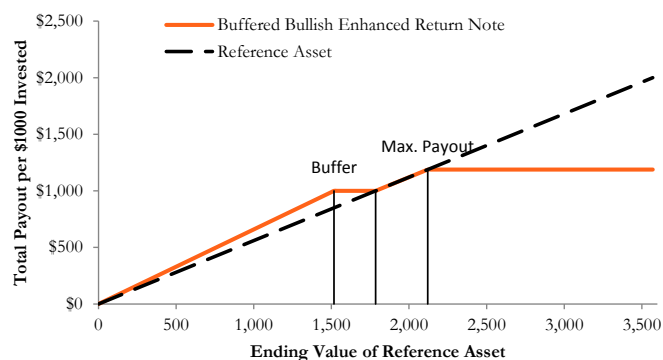 $2,500
Buffered Bullish Enhanced Return Note
Reference Asset
$2,000
$1,500
Max. Payout
Buffer
$1,000
$500
$0
Total Payout per $1000 Invested
0 500 1,000 1,500 2,000 2,500 3,000 3,500
Ending Value of Reference Asset